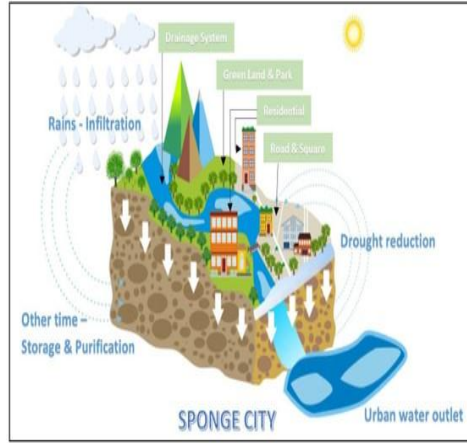 Drainage System
Green Land & Park
Residential
Road & Square
Rains - Infiltration
Drought reduction
Other time –
Storage & Purification
Urban water outlet
SPONGE CITY